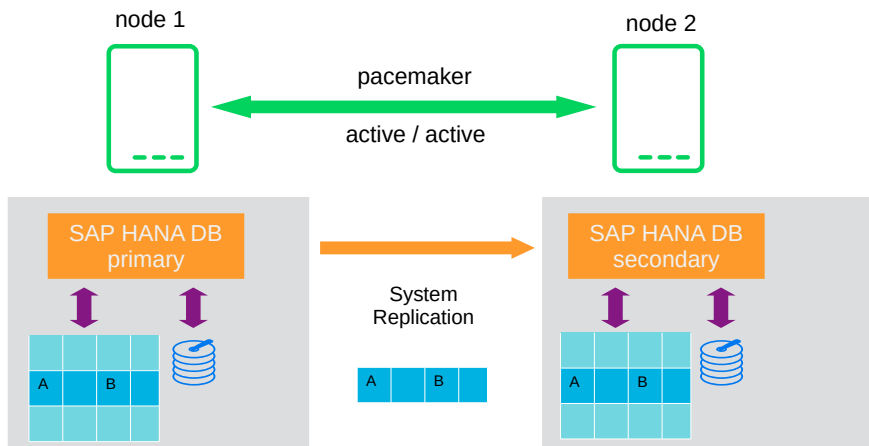 node 1
node 2
pacemaker
active / active
SAP HANA DB
primary
SAP HANA DB
secondary
System
Replication
A B
A B
A B